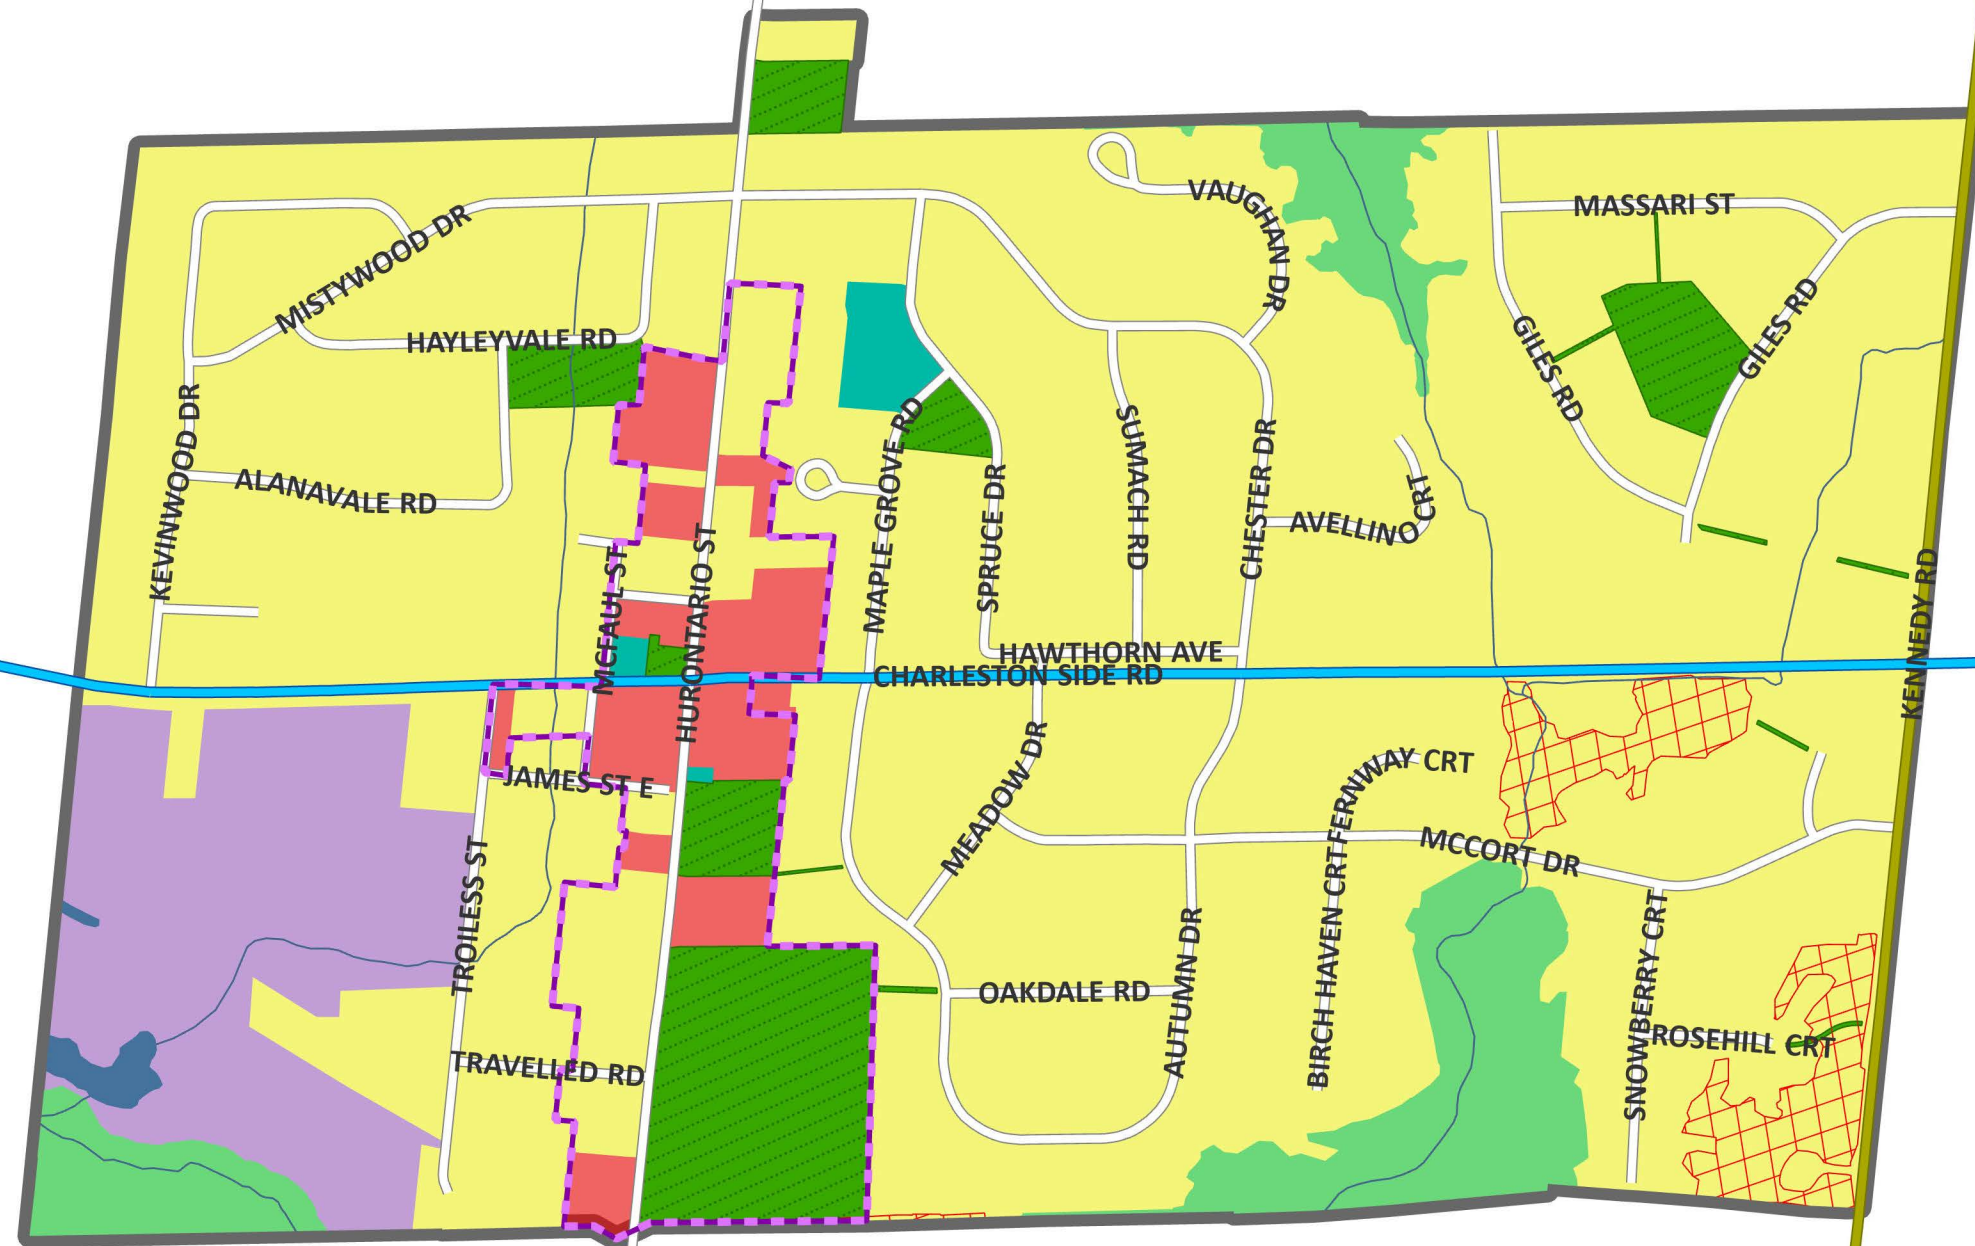 VAUGHAN DR
MASSARI ST
MISTYWOOD DR
HAYLEYVALE RD
GILES RD
GILES RD
KEVINWOOD DR
ALANAVALE RD
MAPLE GROVE RD
SPRUCE DR
SUMACH RD
CHESTER DR
AVELLINO CRT
MCFAUL ST
HURONTARIO ST
KENNEDY RD
HAWTHORN AVE
CHARLESTON SIDE RD
JAMES ST E
MEADOW DR
FERNWAY CRT
MCCORT DR
TROILESS ST
BIRCH HAVEN CRT
AUTUMN DR
OAKDALE RD
SNOWBERRY CRT
ROSEHILL CRT
TRAVELLED RD